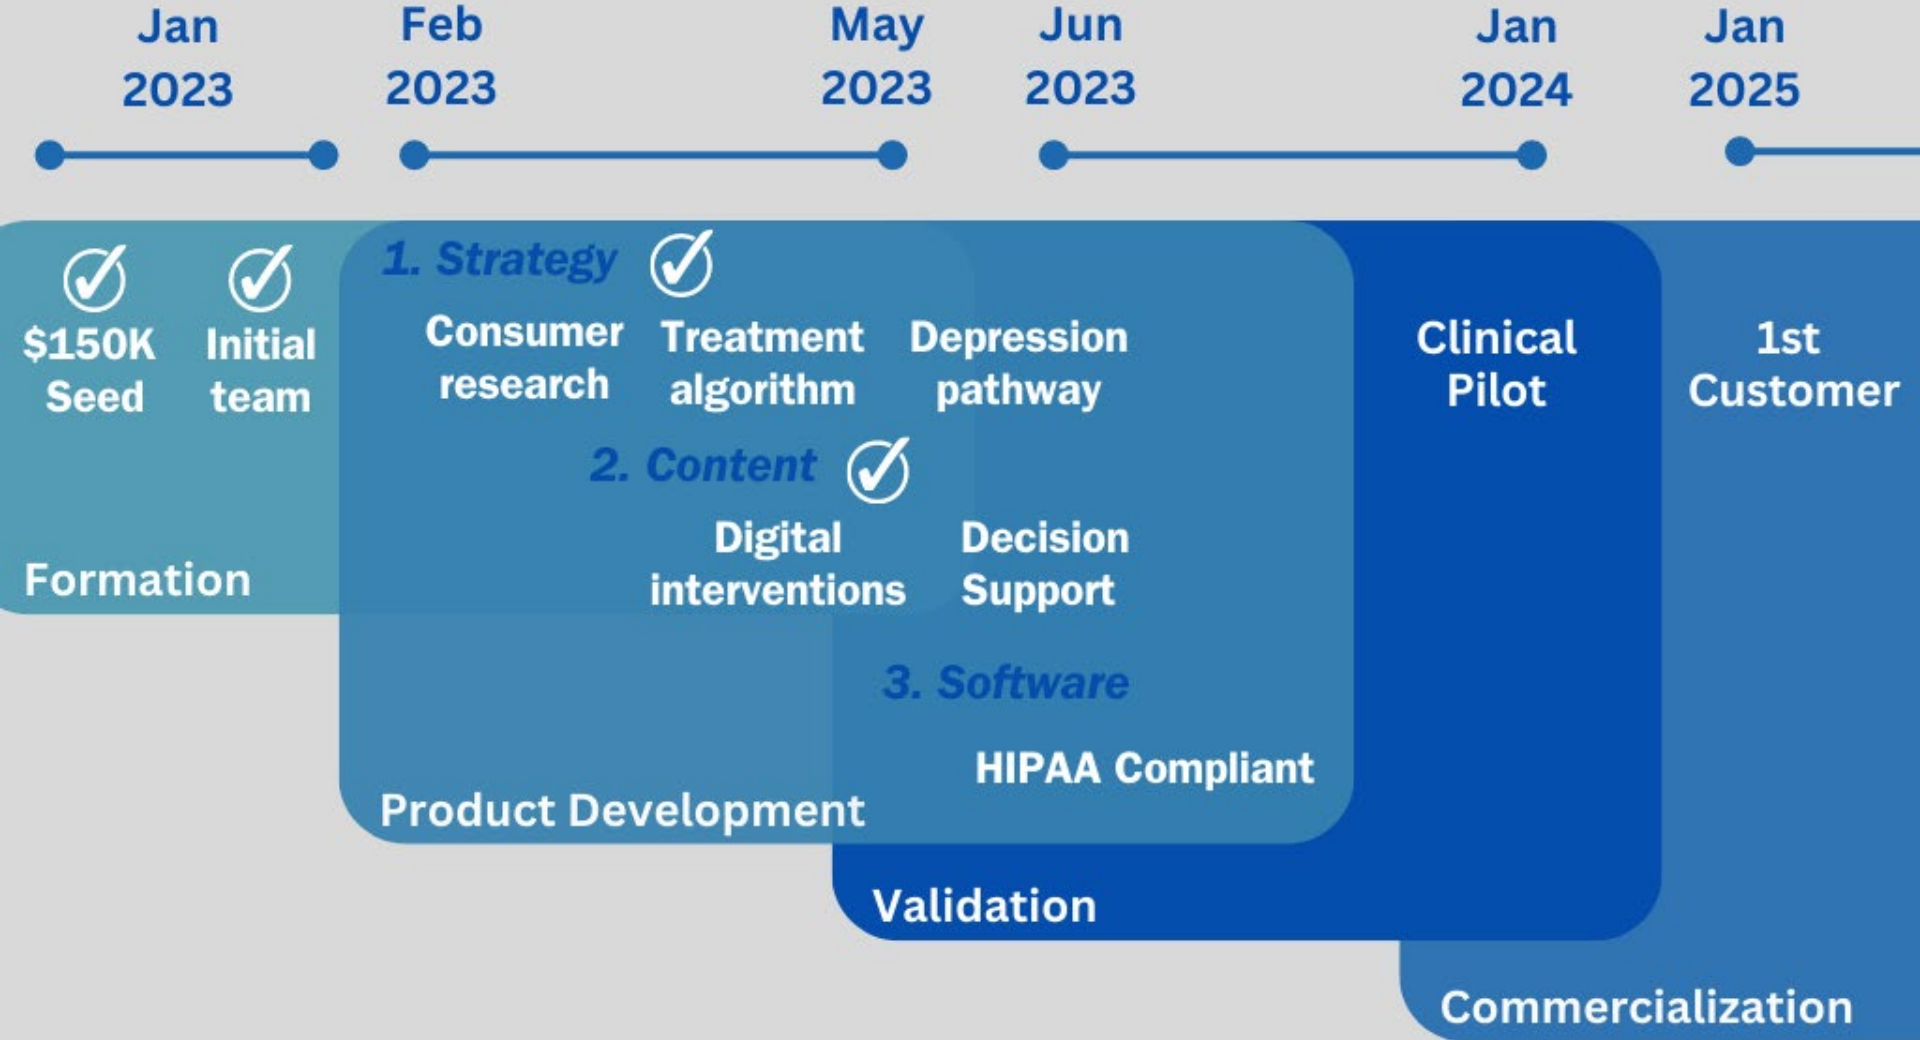 Jan 2023
Feb 2023
May 2023
Jun 2023
Jan 2024
Jan 2025
$150K
Seed
Initial
team
Formation
1. Strategy
Consumer
research
Treatment
algorithm
Depression
pathway
2. Content
Digital
interventions
Decision
Support
3. Software
HIPAA Compliant
Product Development
Clinical
Pilot
Validation
1st
Customer
Commercialization